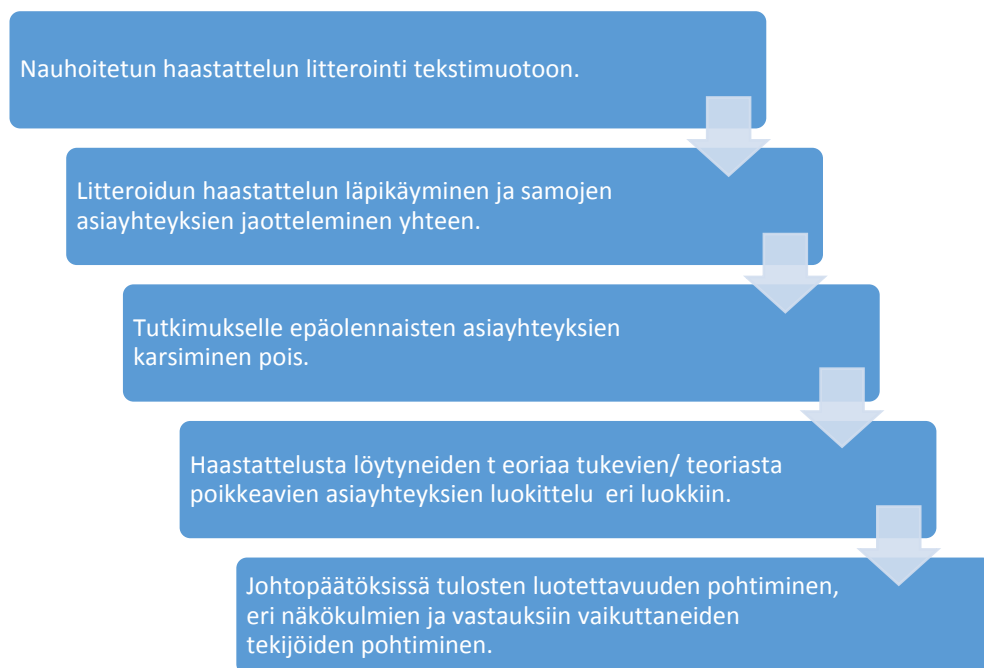 Nauhoitetun haastattelun litterointi tekstimuotoon.
Litteroidun haastattelun läpikäyminen ja samojen
asiayhteyksien jaotteleminen yhteen.
Tutkimukselle epäolennaisten asiayhteyksien
karsiminen pois.
Haastattelusta löytyneiden t eoriaa tukevien/ teoriasta
poikkeavien asiayhteyksien luokittelu eri luokkiin.
Johtopäätöksissä tulosten luotettavuuden pohtiminen,
eri näkökulmien ja vastauksiin vaikuttaneiden
tekijöiden pohtiminen.